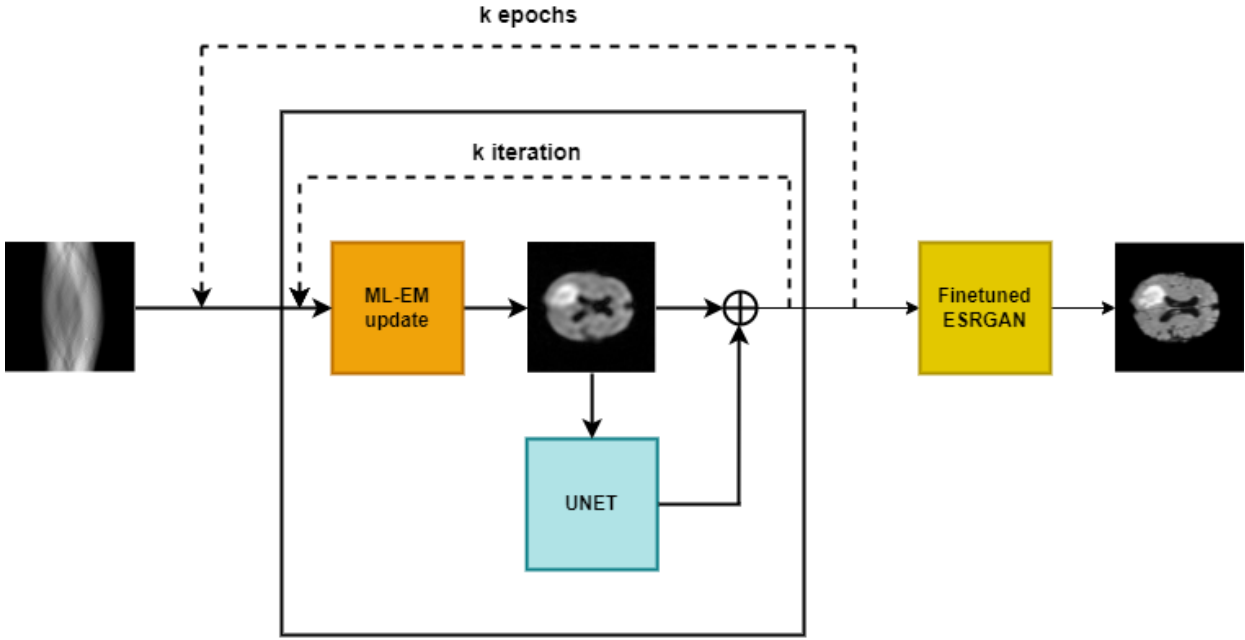 k epochs
k iteration
ML-EM
update
Finetuned
ESRGAN
UNET